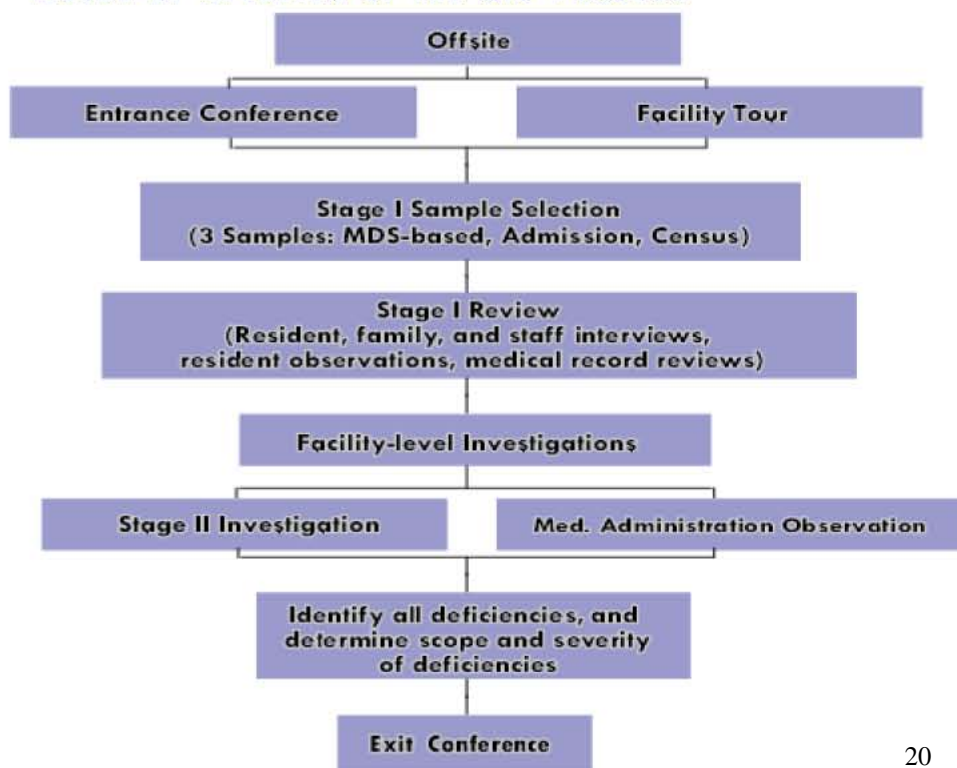 Offsite
Entrance Conference
Facility Tour
Stage I Sample Selection
(3 Samples: MDS-based, Admission, Census)
Stage I Review
(Resident, family, and staff interviews,
resident observations, medical record reviews)
Facility-level Investigations
Stage II Investigation
Med. Administration Observation
Identify all deficiencies, and
determine scope and severity
of deficiencies
Exit Conference
20